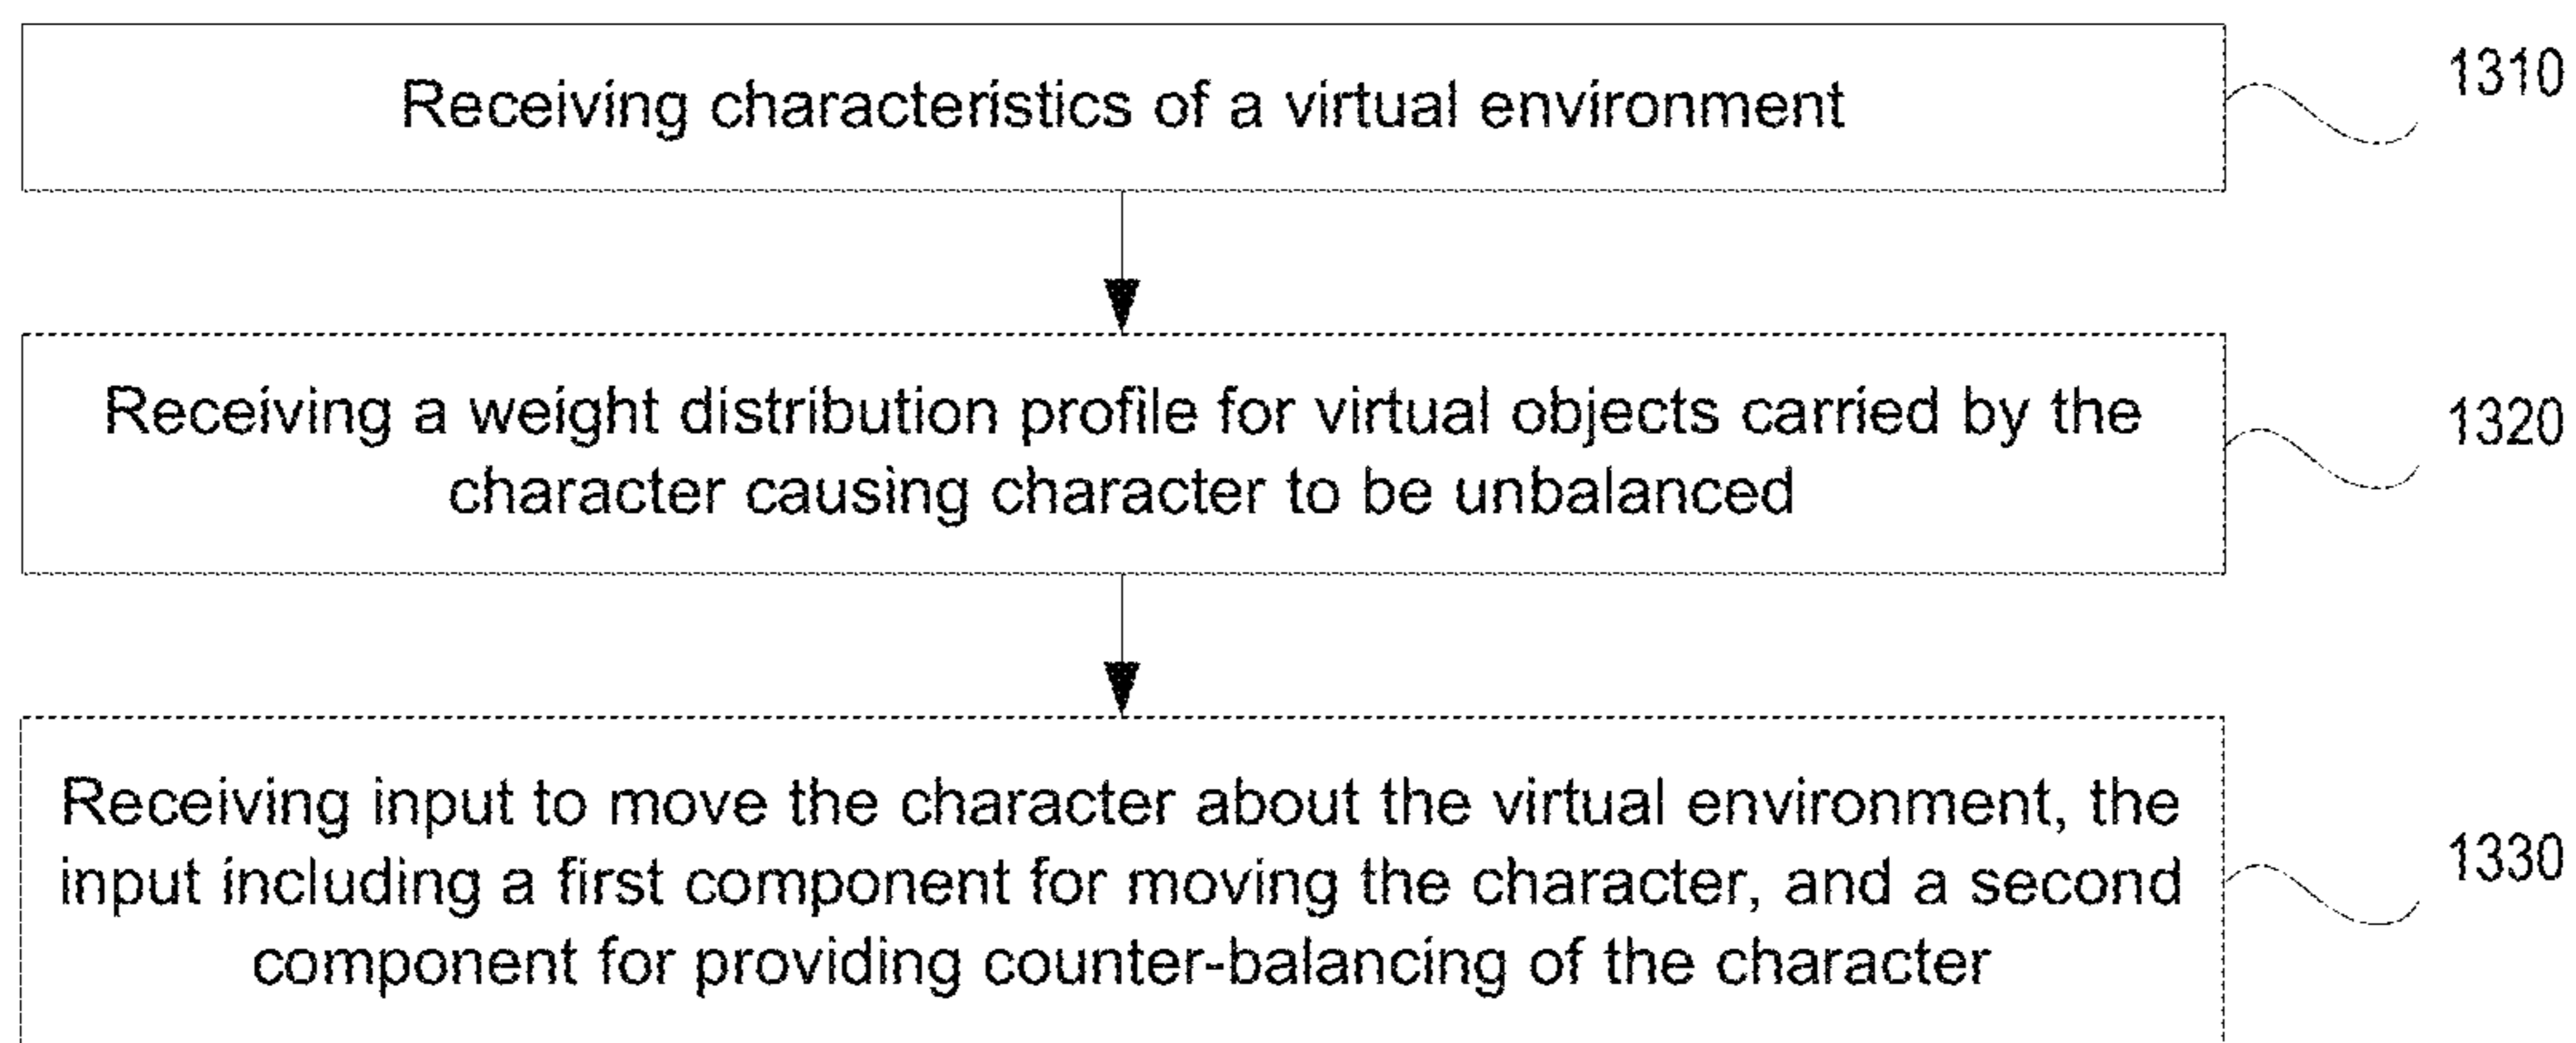 Receiving characteristics of a virtual environment
1310
Receiving a weight distribution profile for virtual objects carried by the
character causing character to be unbalanced
1320
Receiving input to move the character about the virtual environment, the
input including a first component for moving the character, and a second
component for providing counter-balancing of the character
1330